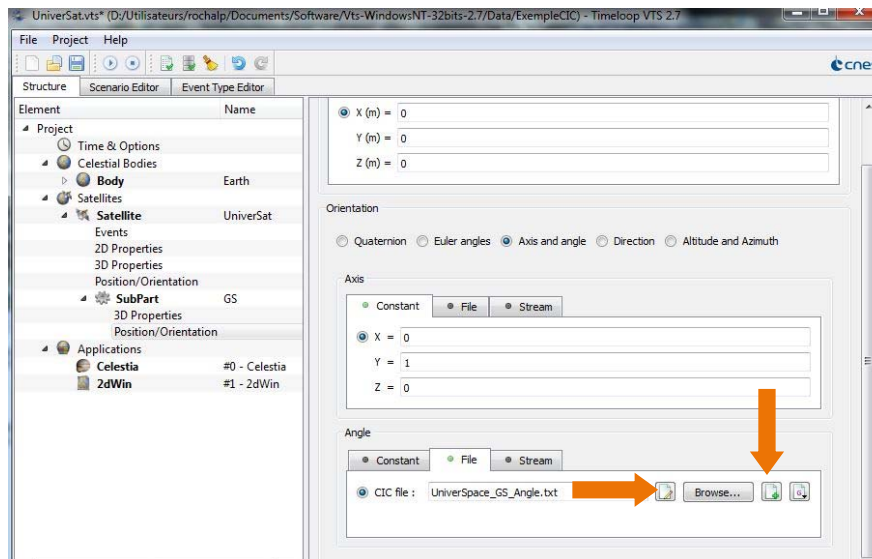 UniverSat.vts* (D:/Utilisateurs/rochalp/Documents/Software/Vts-WindowsNT-32bits-2.7/Data/ExempleCIC) - Timeloop VTS 2.7
File Project Help
cnes
Structure Scenario Editor Event Type Editor
Element Name
Project
Time & Options
Celestial Bodies
Body Earth
Satellites
Satellite UniverSat
Events
2D Properties
3D Properties
Position/Orientation
SubPart GS
3D Properties
Position/Orientation
Applications
Celestia #0 - Celestia
2dWin #1 - 2dWin
X (m) = 0
Y (m) = 0
Z (m) = 0
Orientation
Quaternion Euler angles Axis and angle Direction Altitude and Azimuth
Axis
Constant File Stream
X = 0
Y = 1
Z = 0
Angle
Constant File Stream
CIC file : UniverSpace_GS_Angle.txt Browse...